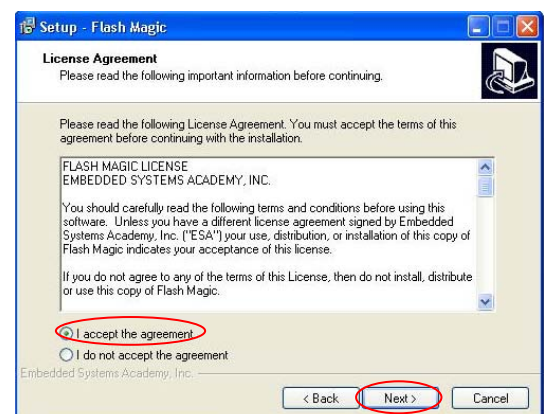 Setup - Flash Magic
License Agreement
Please read the following important information before continuing.
Please read the following License Agreement. You must accept the terms of this
agreement before continuing with the installation.
FLASH MAGIC LICENSE
EMBEDDED SYSTEMS ACADEMY, INC.
You should carefully read the following terms and conditions before using this
software. Unless you have a different license agreement signed by Embedded
Systems Academy, Inc. ("ESA") your use, distribution, or installation of this copy of
Flash Magic indicates your acceptance of this license.
If you do not agree to any of the terms of this License, then do not install, distribute
or use this copy of Flash Magic.
I accept the agreement
I do not accept the agreement
Embedded Systems Academy, Inc.
< Back Next > Cancel